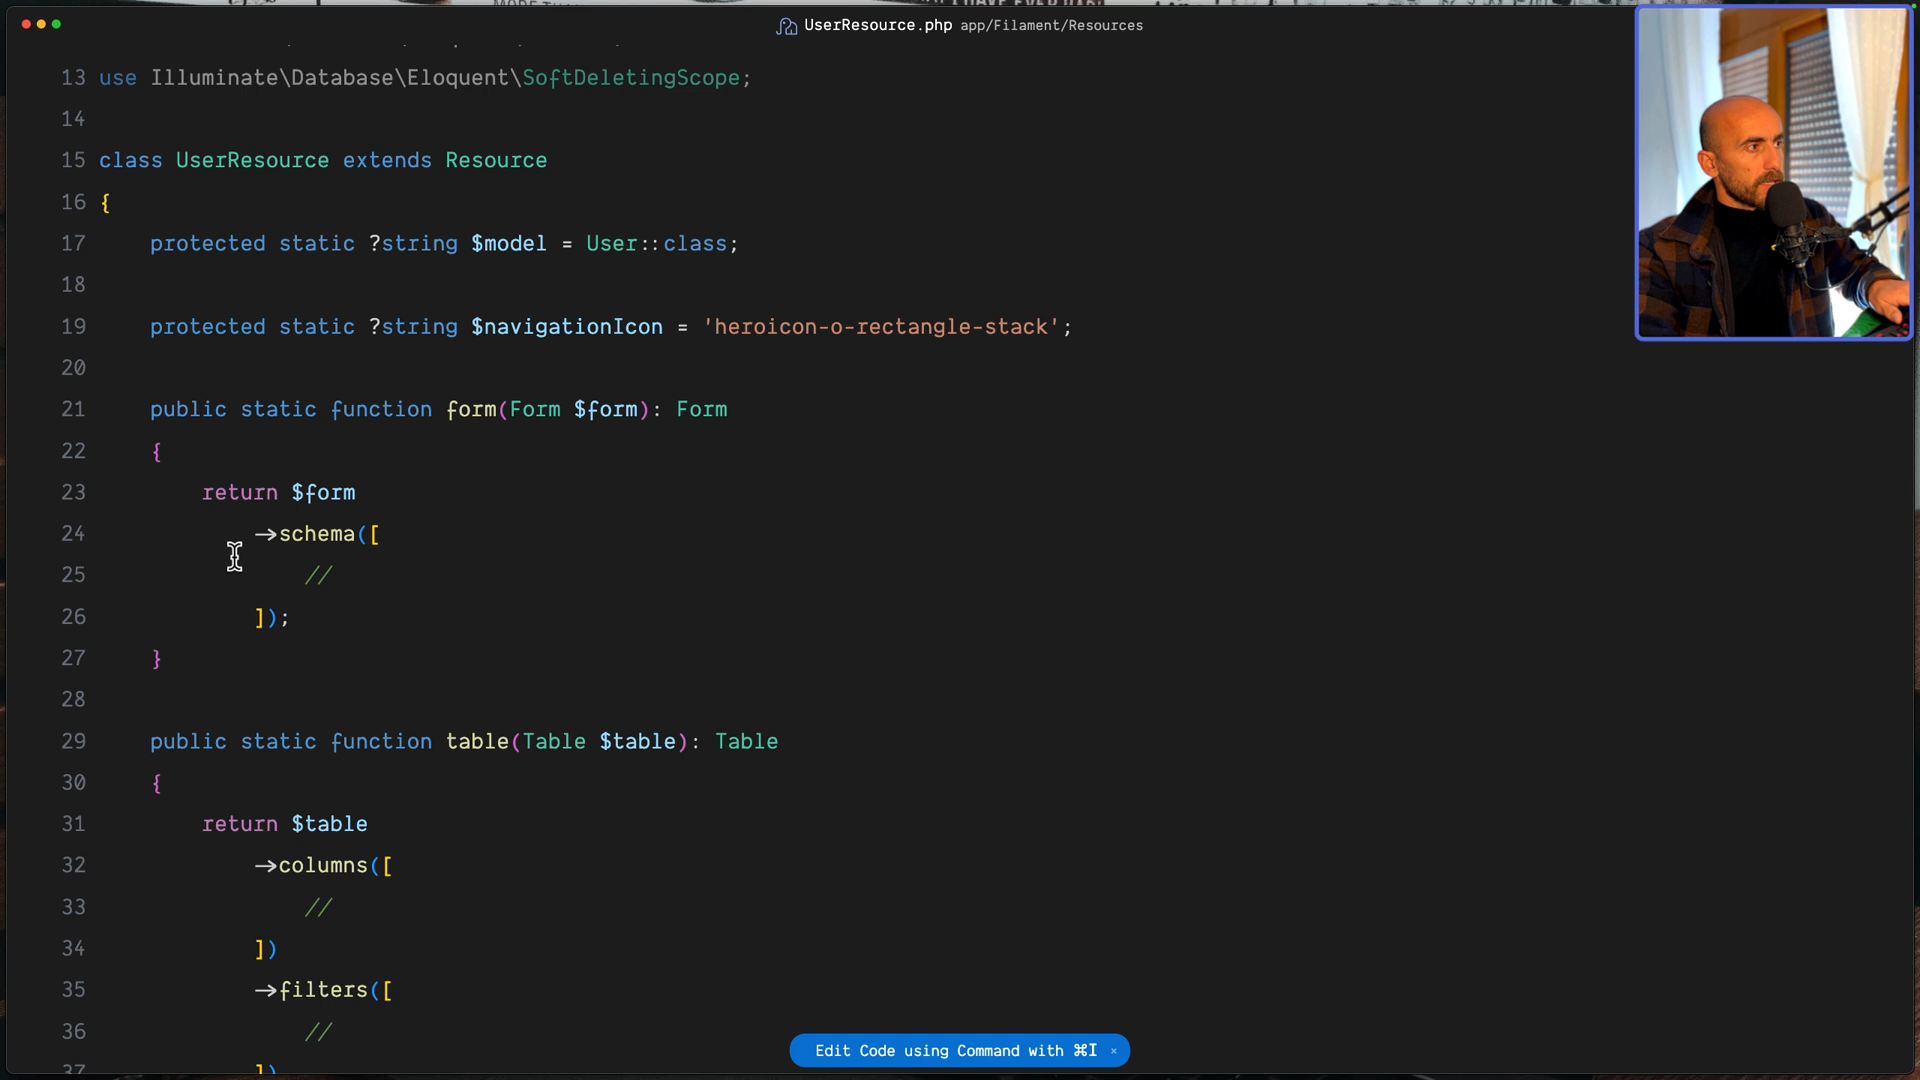 UserResource.php app/Filament/Resources
13 use Illuminate\Database\Eloquent\SoftDeletingScope;
14
15 class UserResource extends Resource
16 {
17 protected static ?string $model = User::class;
18
19 protected static ?string $navigationIcon = 'heroicon-o-rectangle-stack';
20
21 public static function form(Form $form): Form
22 {
23 return $form
24 ->schema([
25 //
26 ]);
27 }
28
29 public static function table(Table $table): Table
30 {
31 return $table
32 ->columns([
33 //
34 ])
35 ->filters([
36 //
37 ])
Edit Code using Command with ⌘I ×